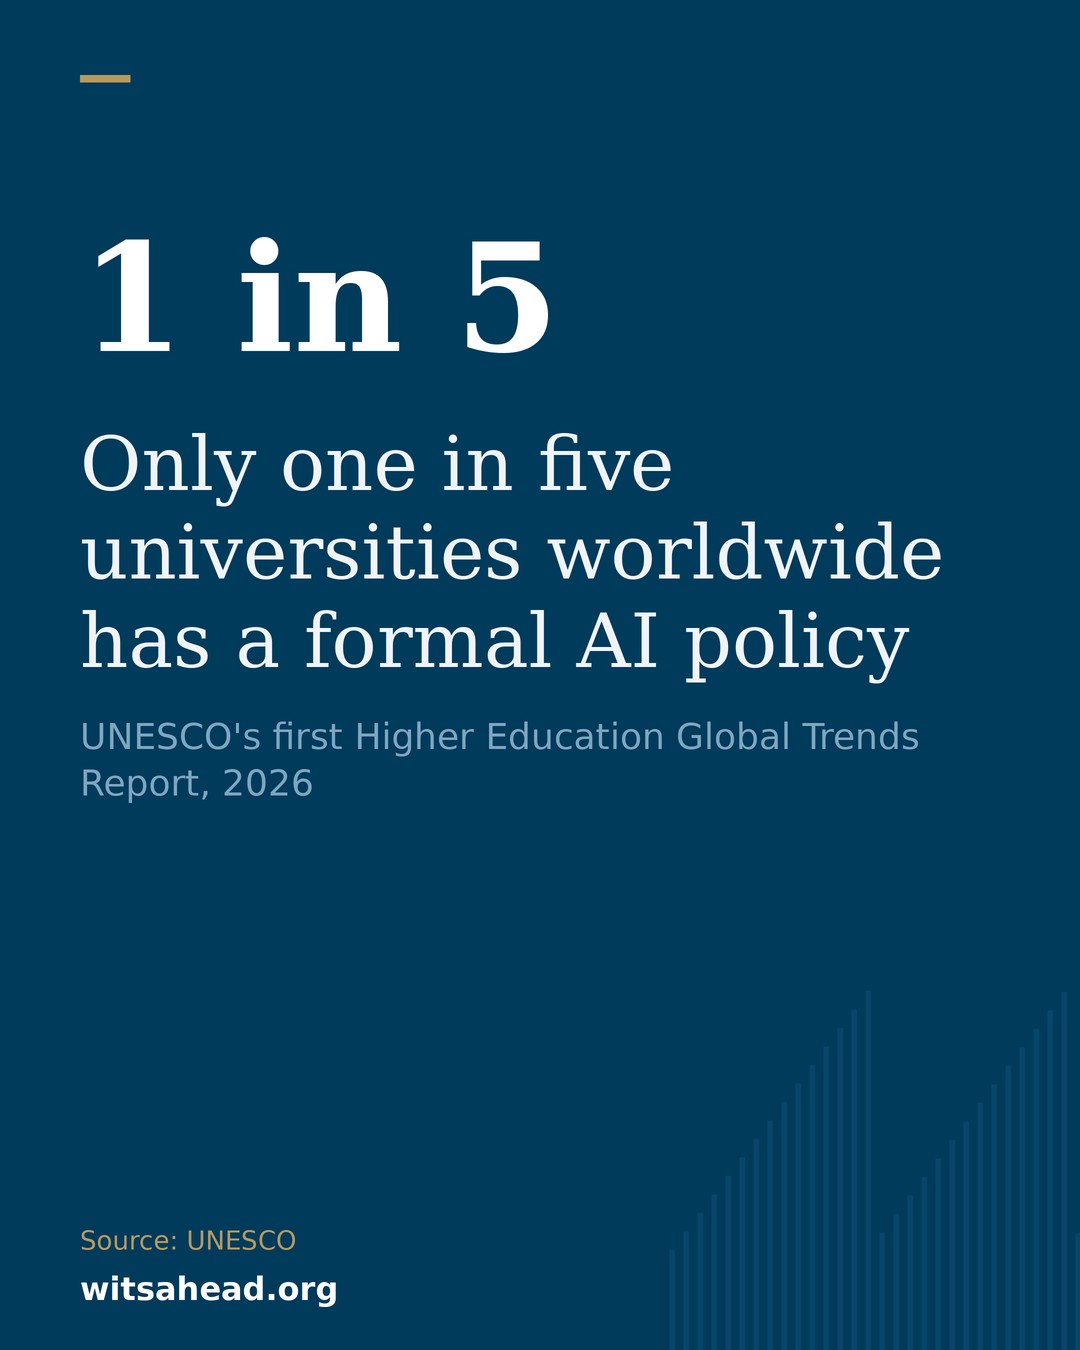 1 in 5
Only one in five
universities worldwide
has a formal AI policy
UNESCO's first Higher Education Global Trends
Report, 2026
Source: UNESCO
witsahead.org